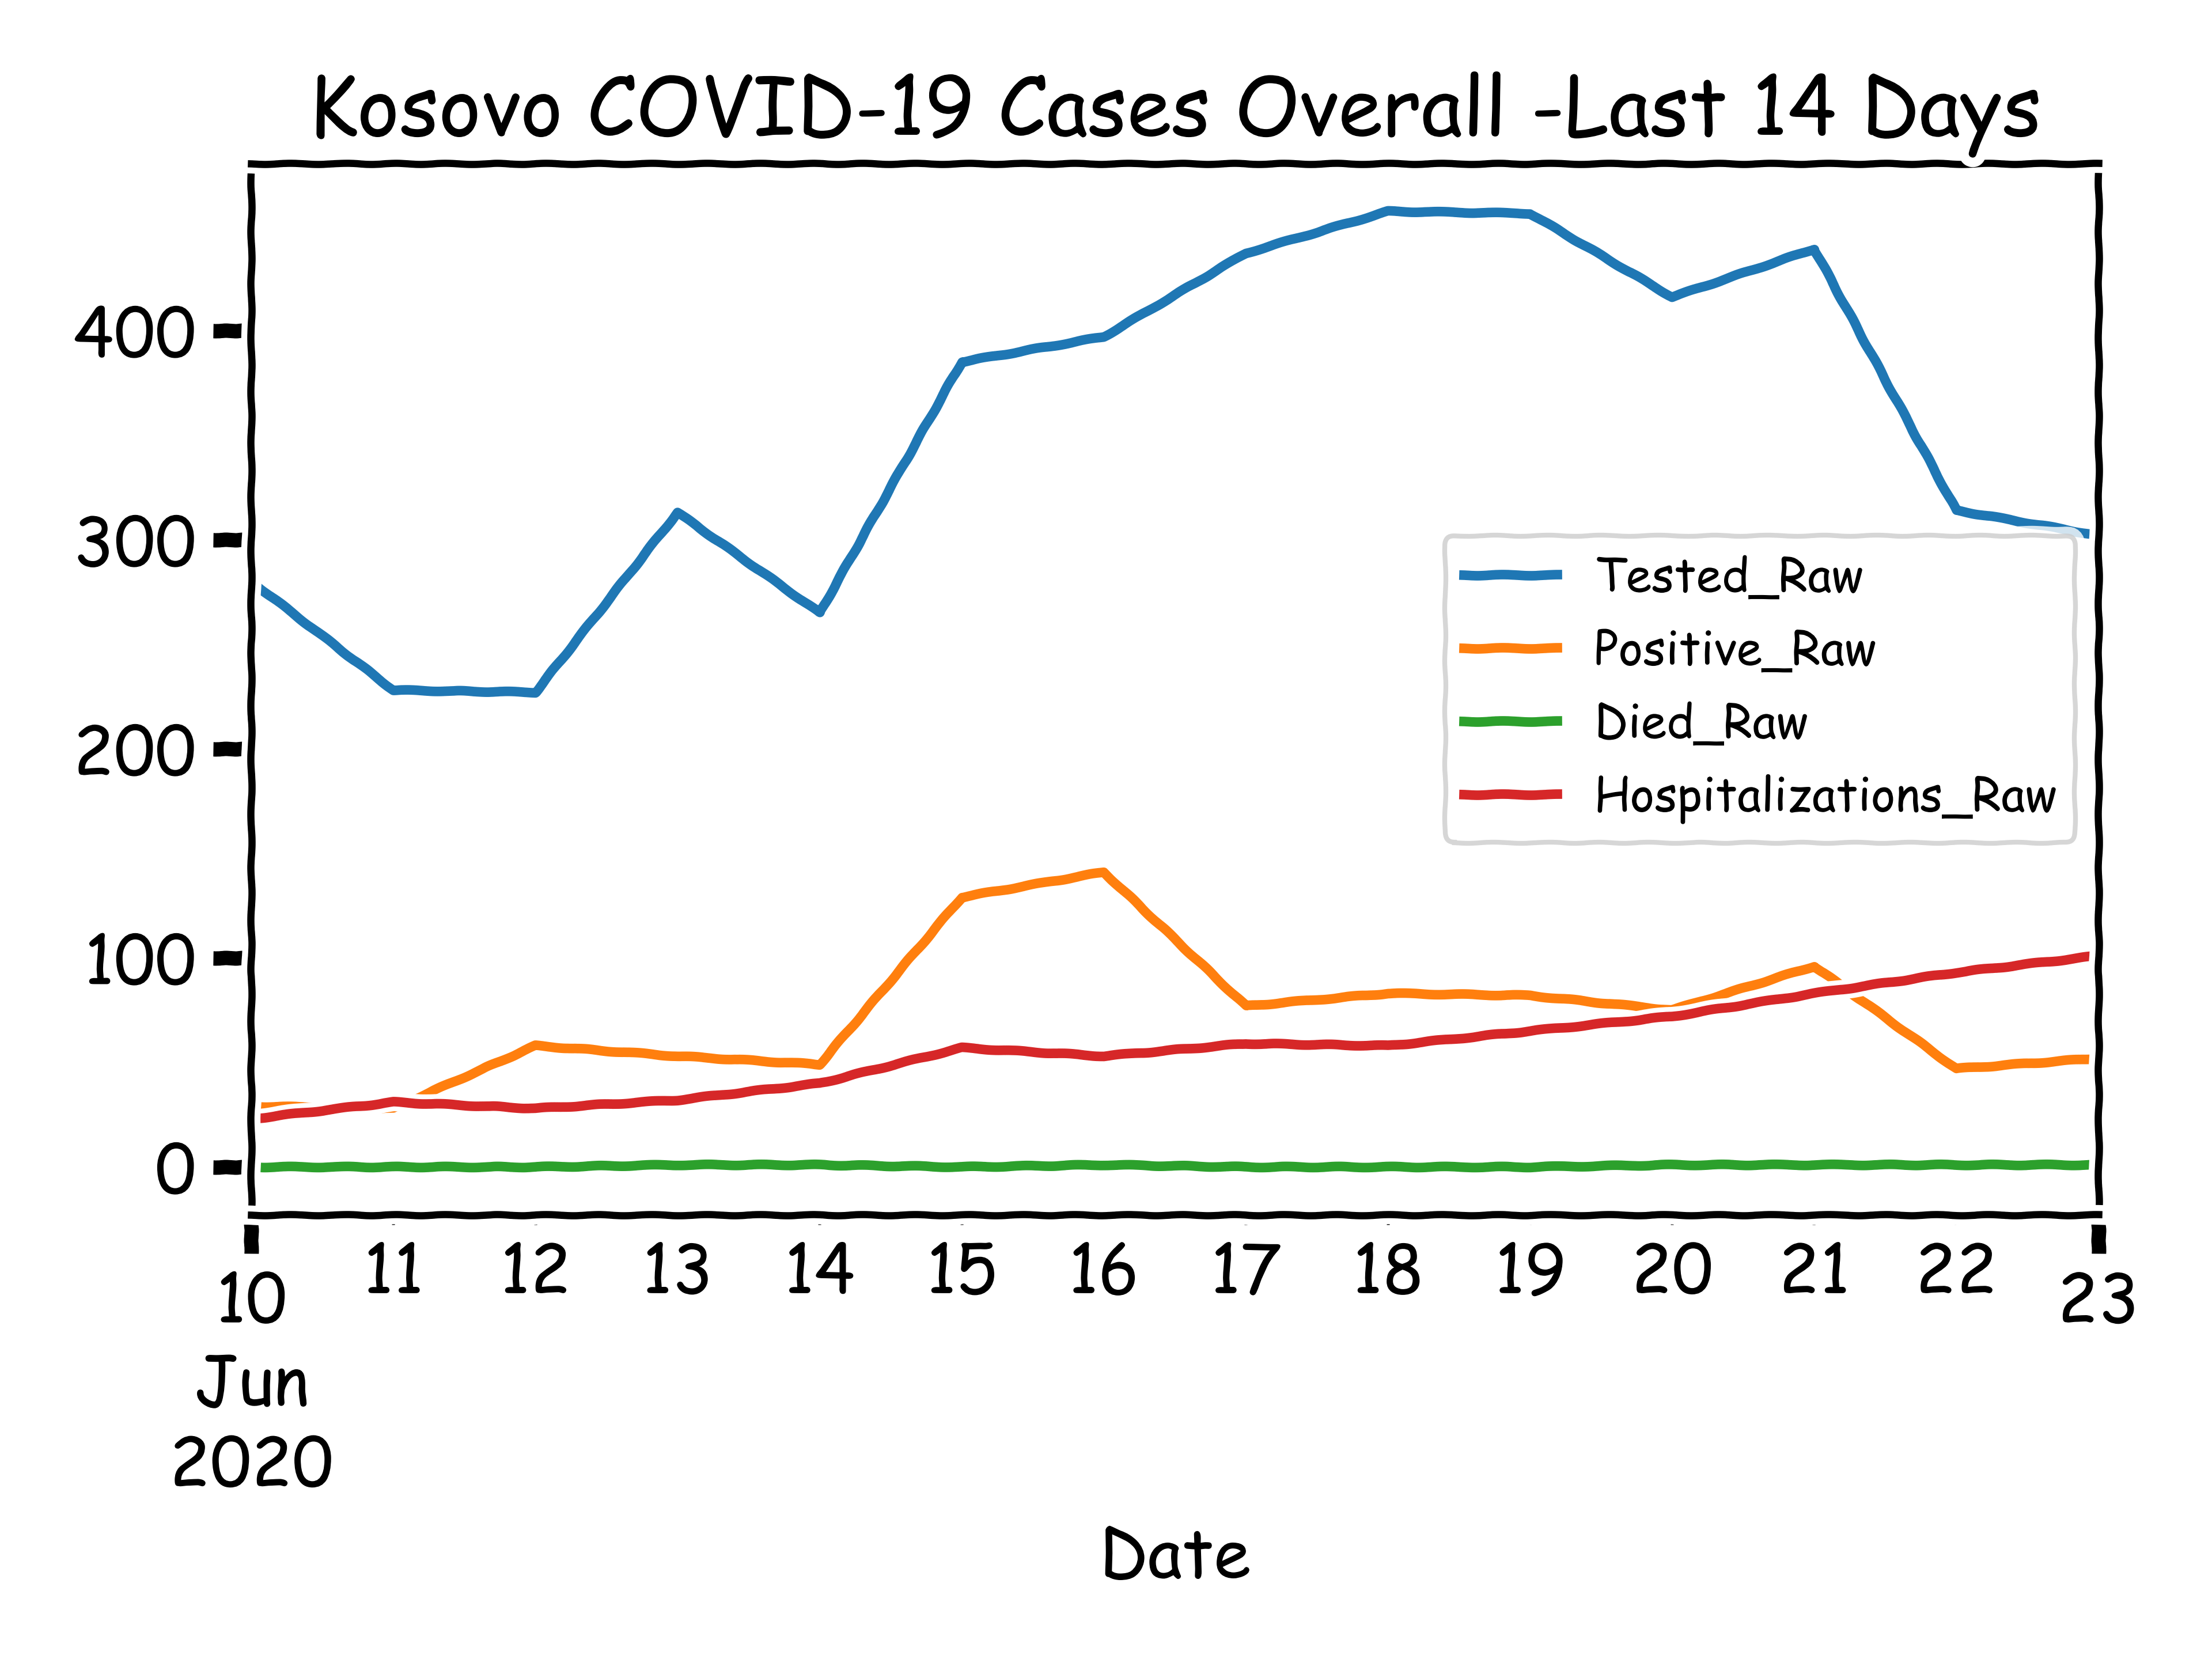 Kosovo COVID-19 Cases Overall -Last 14 Days
400
300
200
100
0
Tested_Raw
Positive_Raw
Died_Raw
Hospitalizations_Raw
10 11 12 13 14 15 16 17 18 19 20 21 22 23
Jun
2020
Date